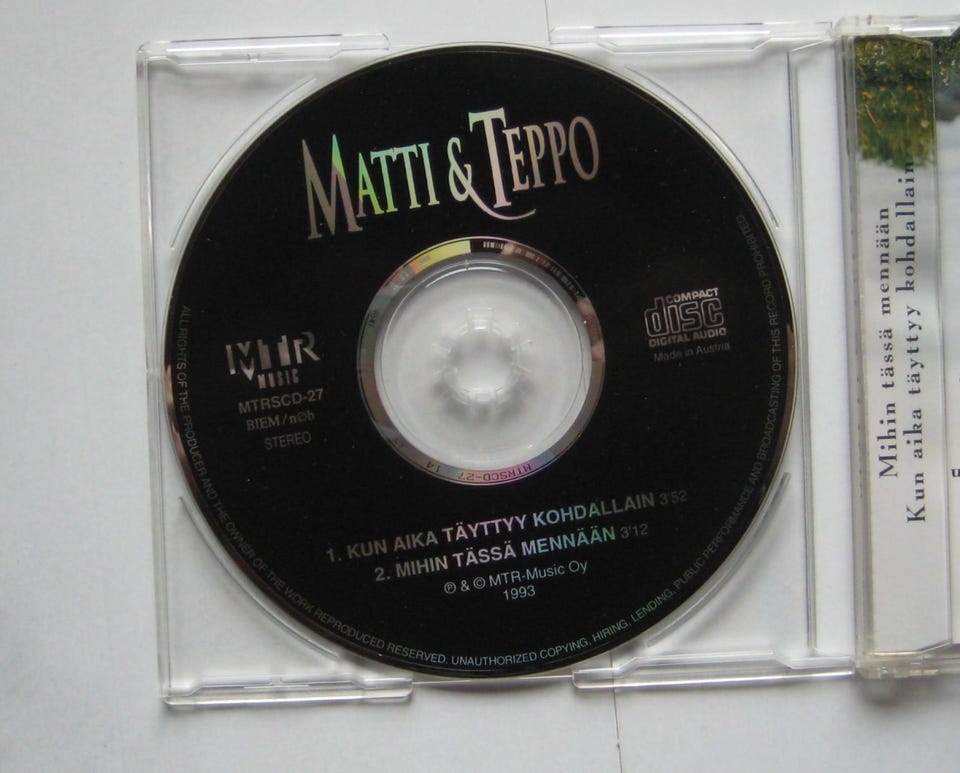 MATTI & TEPPO
MTR
MUSIC
MTRSCD-27
BIEM / n©b
STEREO
COMPACT
disc
DIGITAL AUDIO
Made in Austria
MTRSCD-27 14
1. KUN AIKA TÄYTTYY KOHDALLAIN 3'52
2. MIHIN TÄSSÄ MENNÄÄN 3'12
℗ & © MTR-Music Oy
1993
ALL RIGHTS OF THE PRODUCER AND THE OWNER OF THE WORK REPRODUCED RESERVED. UNAUTHORIZED COPYING, HIRING, LENDING, PUBLIC PERFORMANCE AND BROADCASTING OF THIS RECORD PROHIBITED
Mihin tässä mennään
Kun aika täyttyy kohdallain